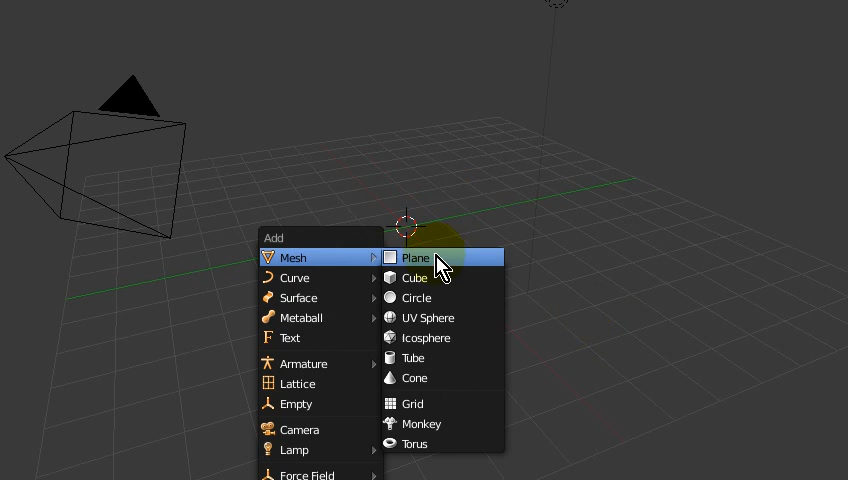 Add
Mesh
Curve
Surface
Metaball
Text
Armature
Lattice
Empty
Camera
Lamp
Force Field
Plane
Cube
Circle
UV Sphere
Icosphere
Tube
Cone
Grid
Monkey
Torus